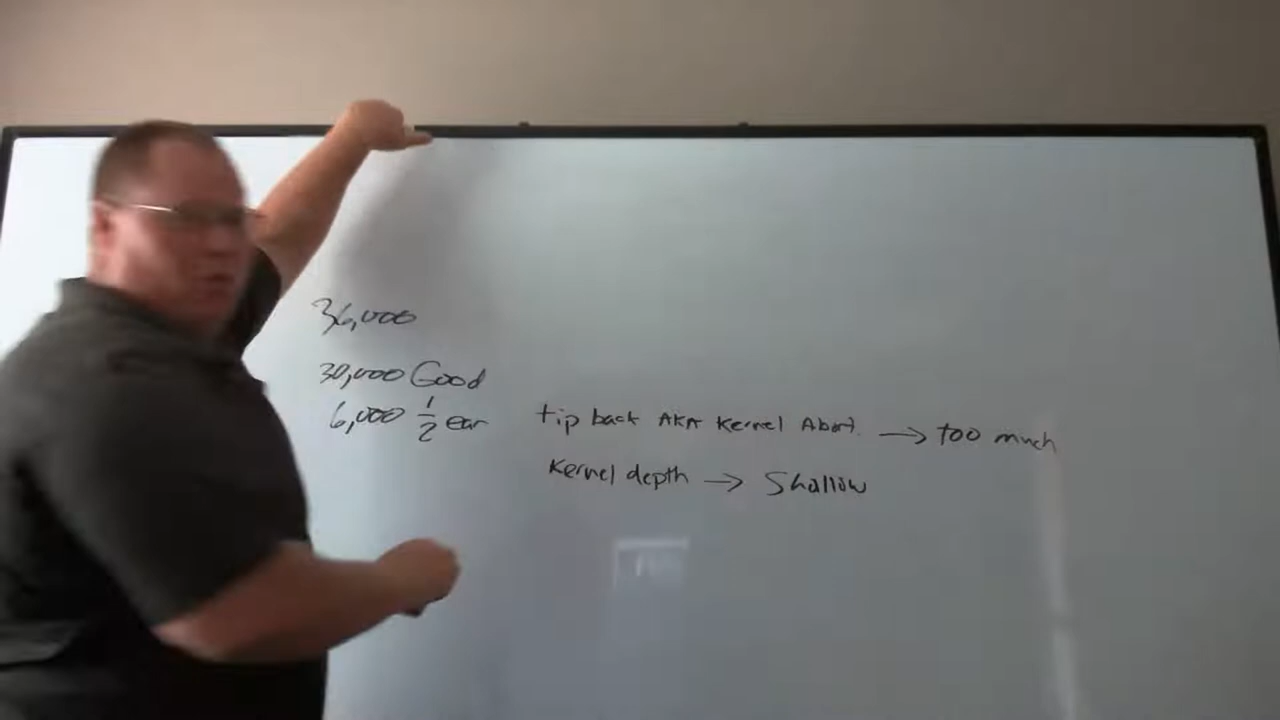 36,000
30,000 Good
6,000 1/2 ear tip back AKA Kernel Abort. → too much
Kernel depth → Shallow